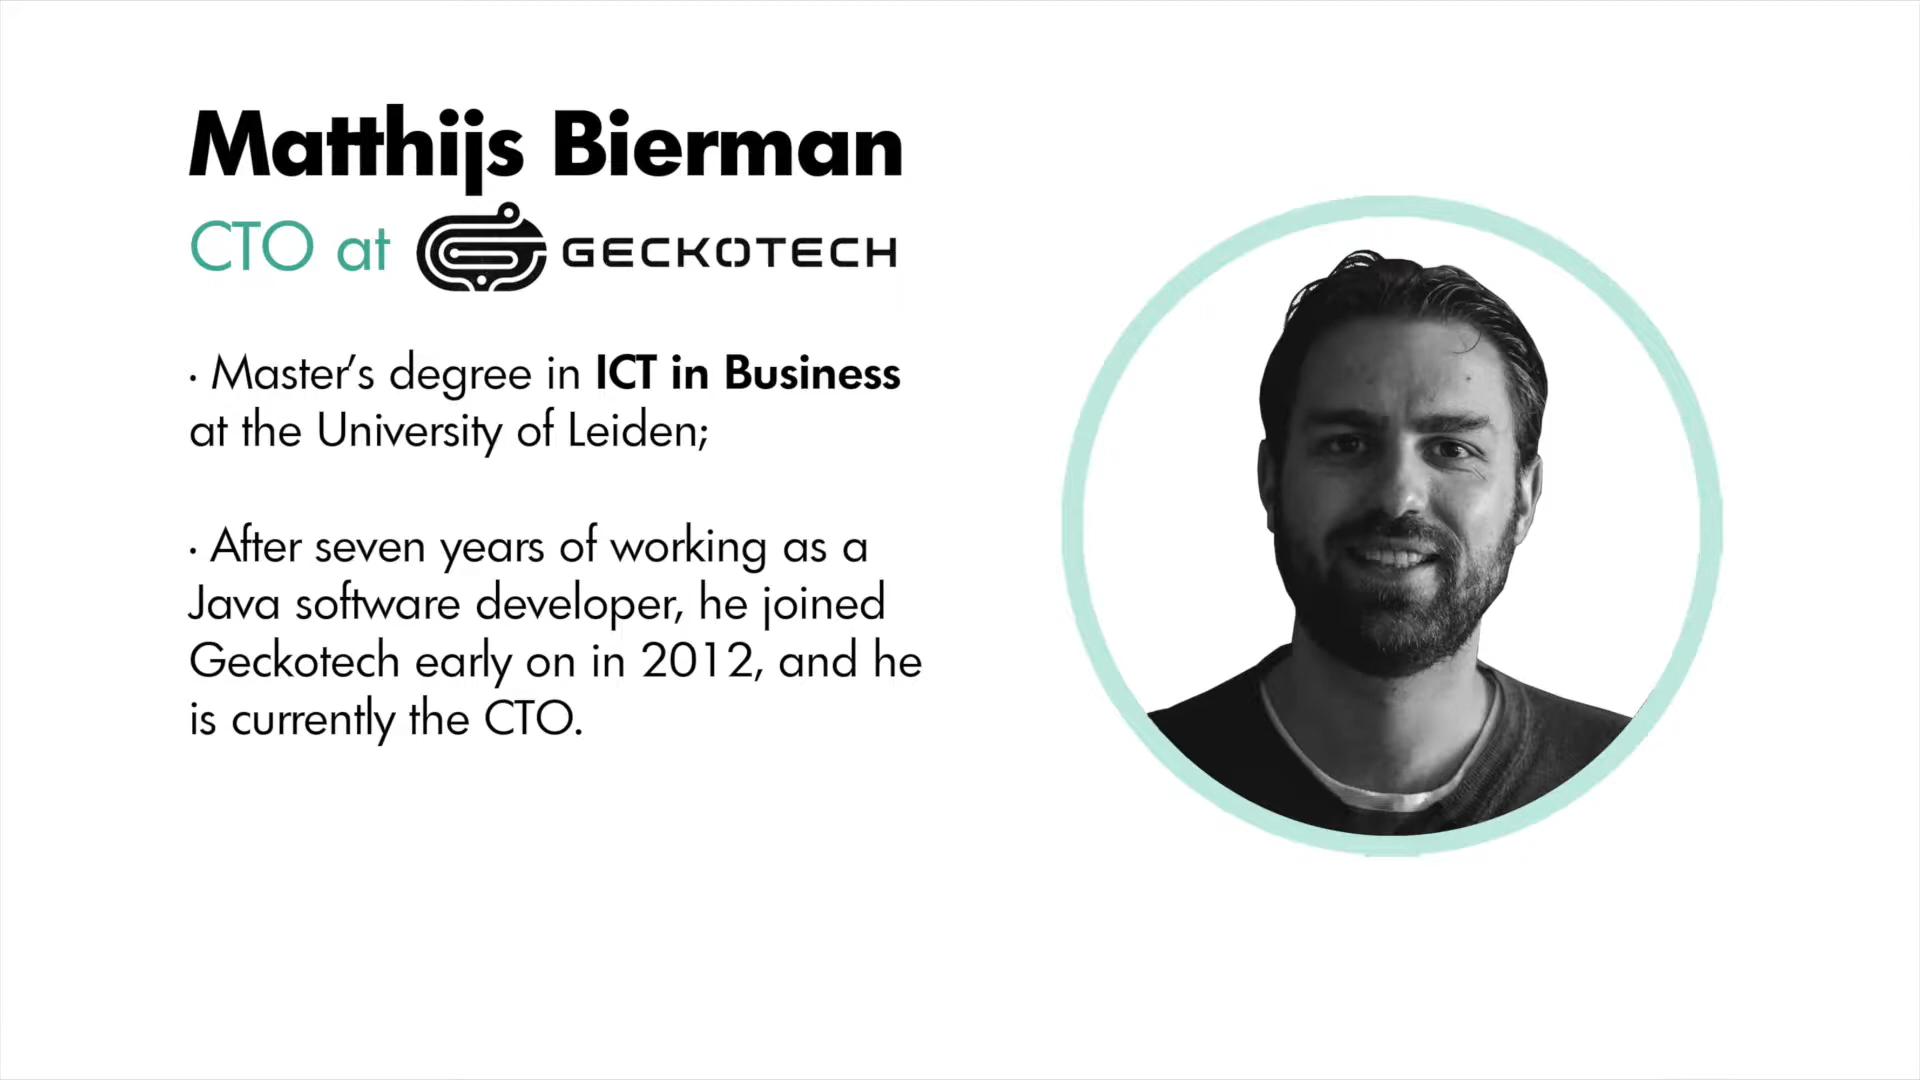 Matthijs Bierman
CTO at GECKOTECH
· Master’s degree in ICT in Business
at the University of Leiden;
· After seven years of working as a
Java software developer, he joined
Geckotech early on in 2012, and he
is currently the CTO.